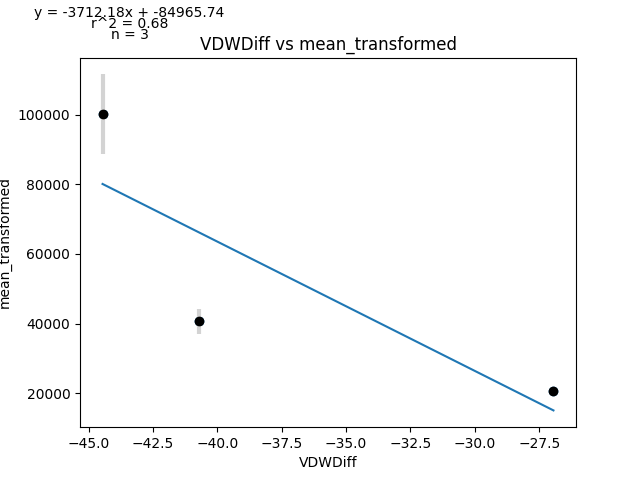 y = -3712.18x + -84965.74
r^2 = 0.68
n = 3
VDWDiff vs mean_transformed
100000
80000
60000
40000
20000
mean_transformed
−45.0 −42.5 −40.0 −37.5 −35.0 −32.5 −30.0 −27.5
VDWDiff